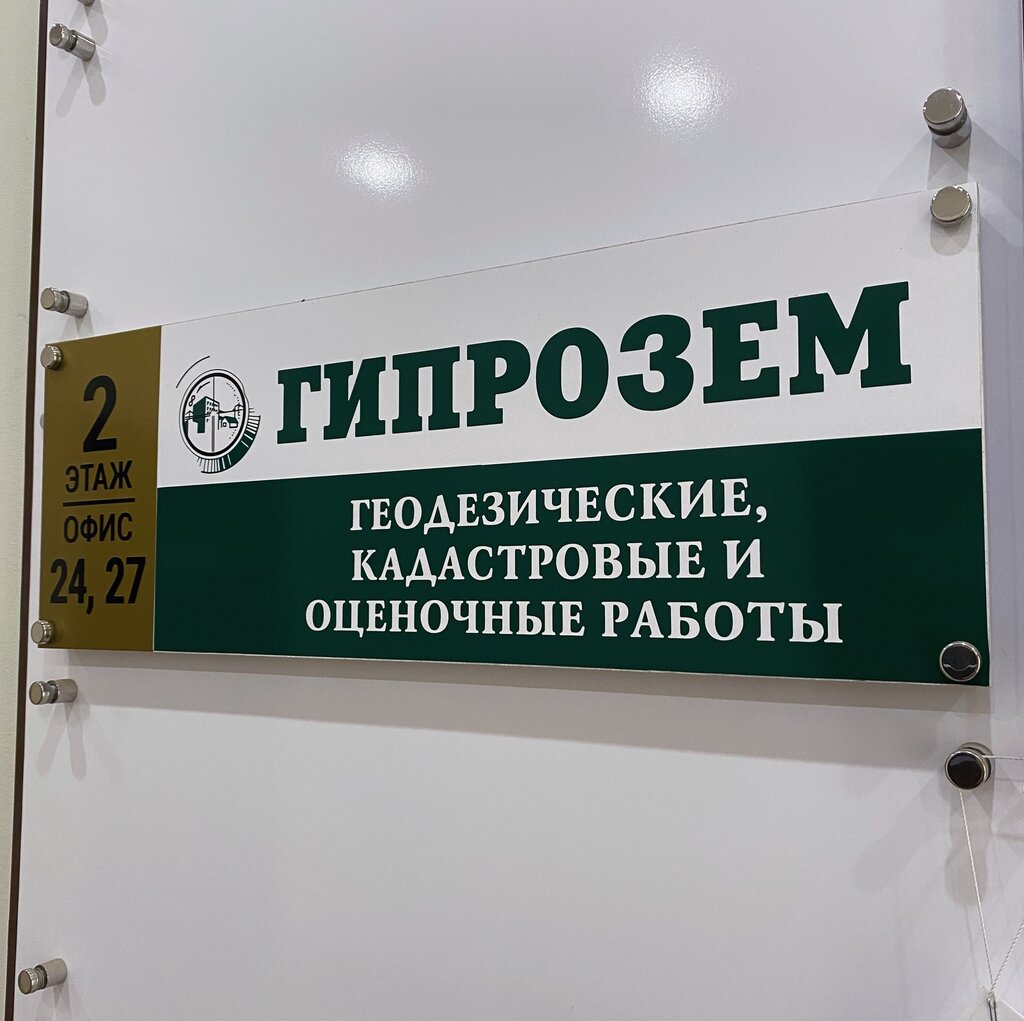 2
ЭТАЖ
ОФИС
24, 27
ГИПРОЗЕМ
ГЕОДЕЗИЧЕСКИЕ,
КАДАСТРОВЫЕ И
ОЦЕНОЧНЫЕ РАБОТЫ